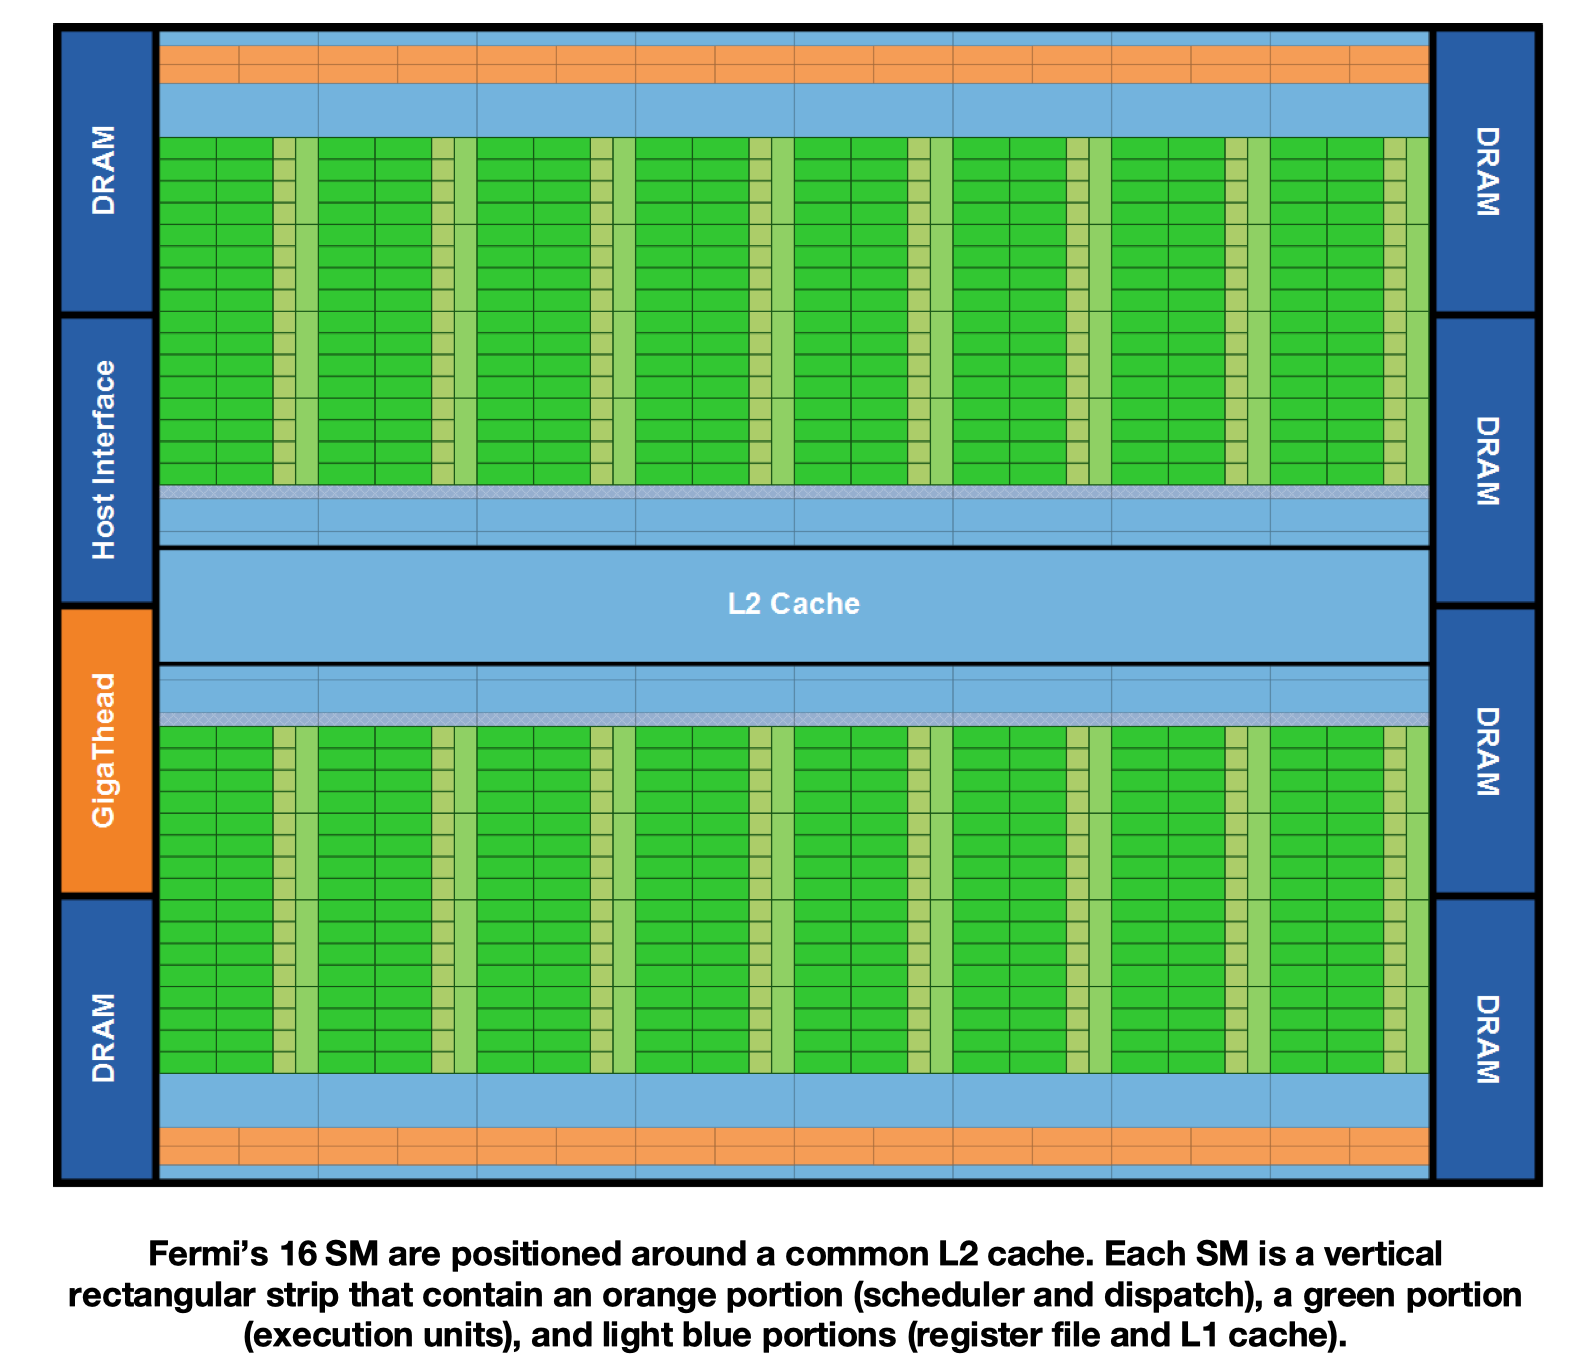 DRAM
Host Interface
GigaThead
DRAM
L2 Cache
DRAM
DRAM
DRAM
DRAM
Fermi’s 16 SM are positioned around a common L2 cache. Each SM is a vertical
rectangular strip that contain an orange portion (scheduler and dispatch), a green portion
(execution units), and light blue portions (register file and L1 cache).